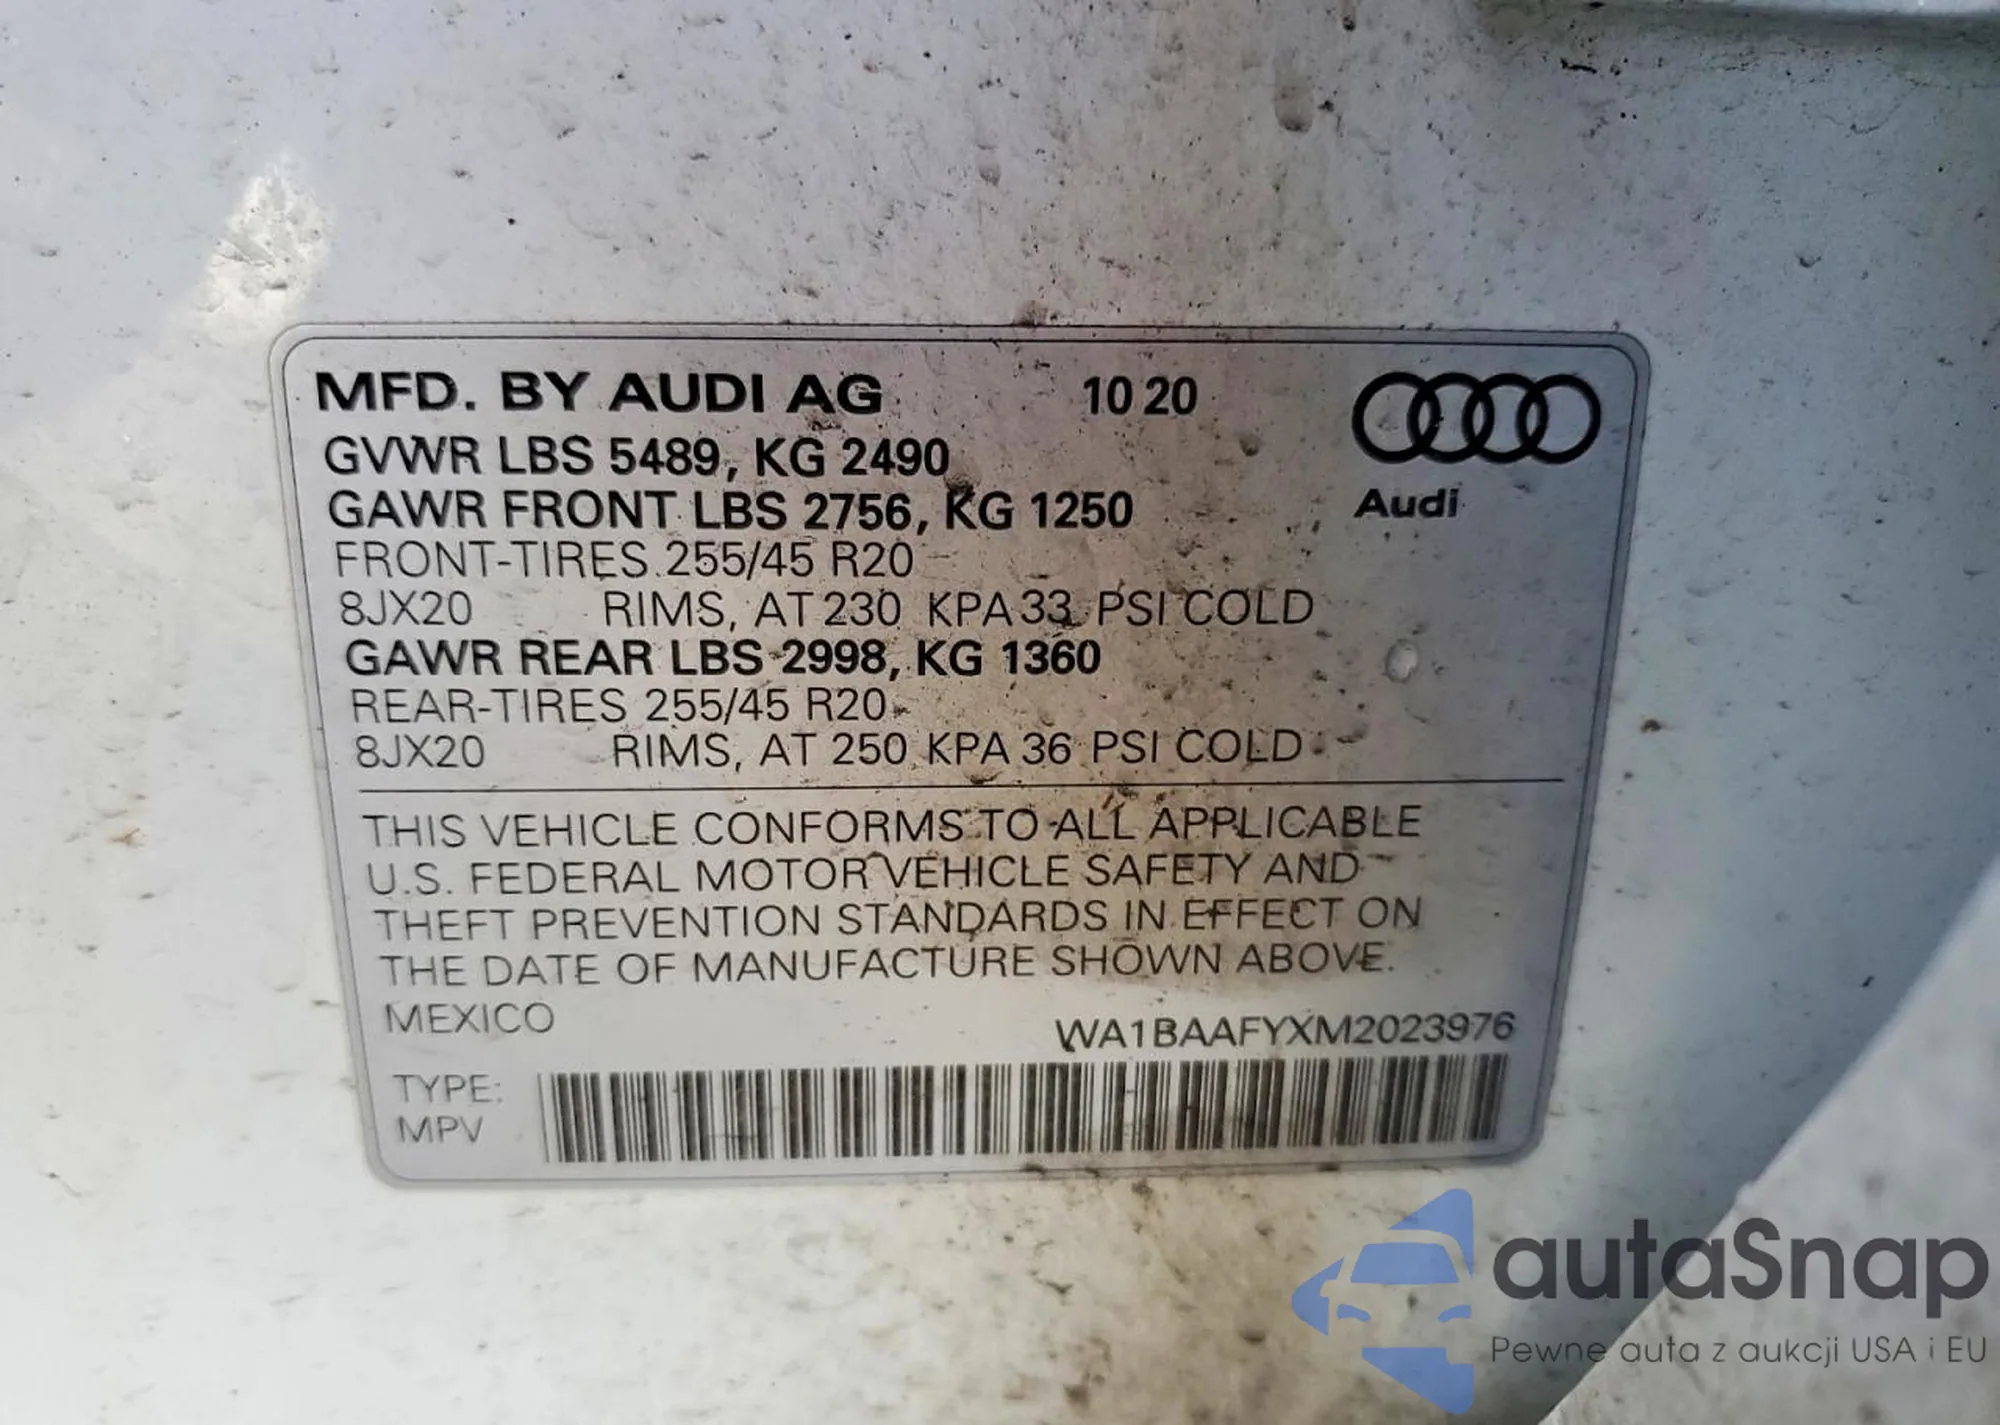 MFD. BY AUDI AG 10 20
GVWR LBS 5489, KG 2490
GAWR FRONT LBS 2756, KG 1250
Audi
FRONT-TIRES 255/45 R20
8JX20 RIMS, AT 230 KPA 33 PSI COLD
GAWR REAR LBS 2998, KG 1360
REAR-TIRES 255/45 R20
8JX20 RIMS, AT 250 KPA 36 PSI COLD
THIS VEHICLE CONFORMS TO ALL APPLICABLE
U.S. FEDERAL MOTOR VEHICLE SAFETY AND
THEFT PREVENTION STANDARDS IN EFFECT ON
THE DATE OF MANUFACTURE SHOWN ABOVE.
MEXICO WA1BAAFYXM2023976
TYPE:
MPV
autaSnap
Pewne auta z aukcji USA i EU